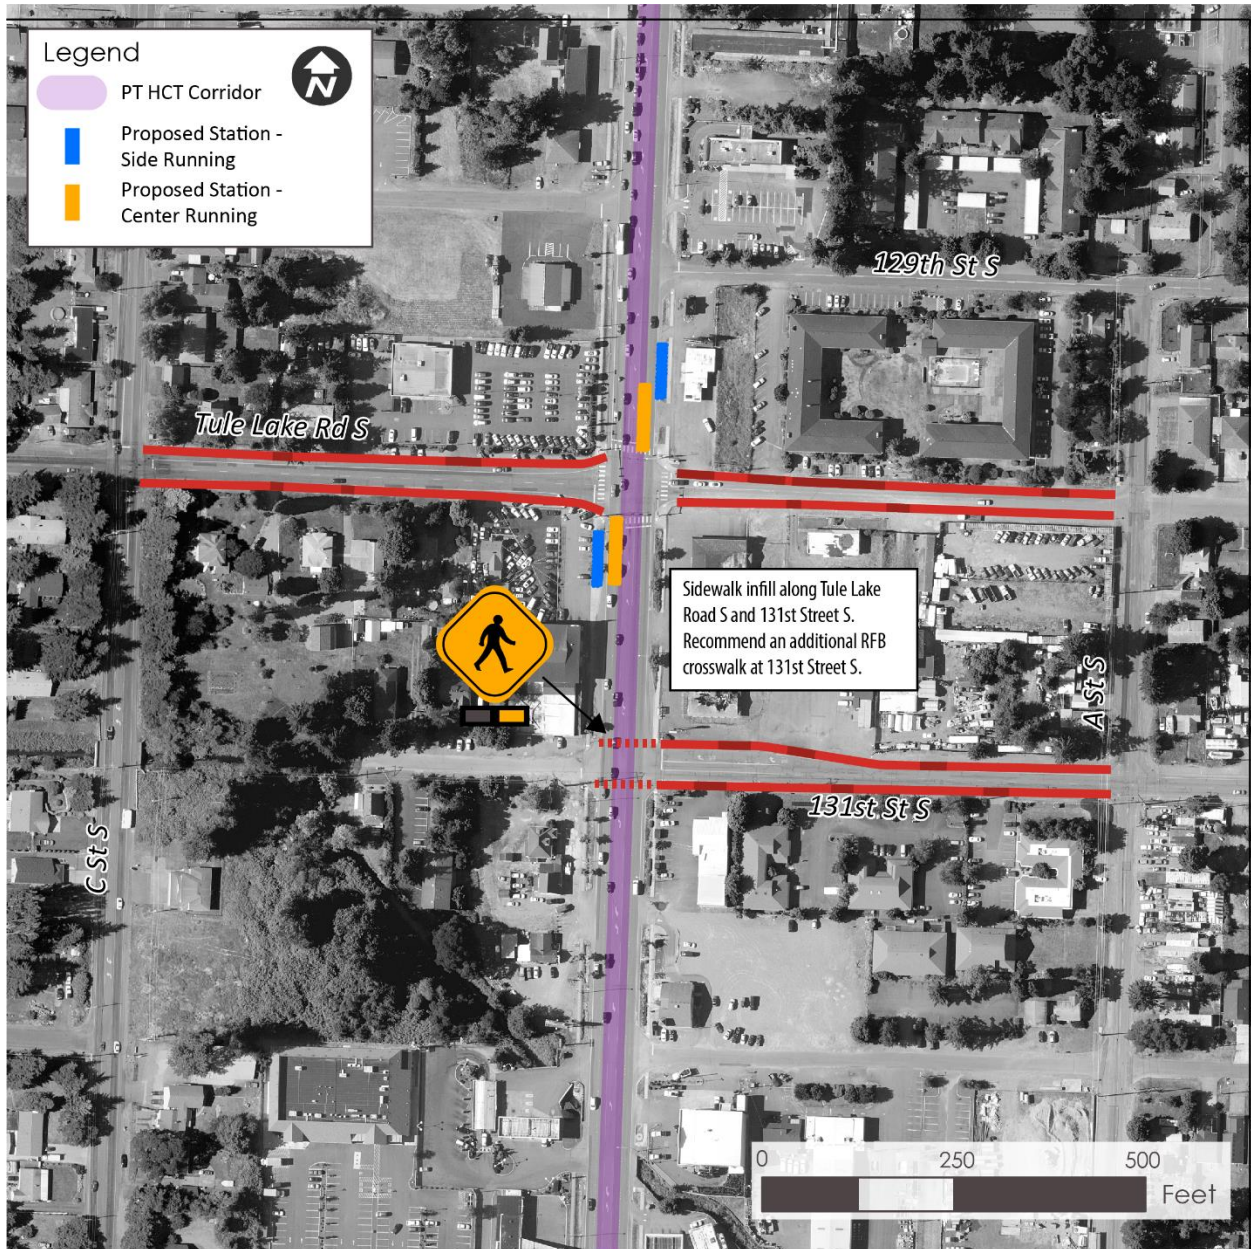 Legend
N
PT HCT Corridor
Proposed Station -
Side Running
Proposed Station -
Center Running
129th St S
Tule Lake Rd S
Sidewalk infill along Tule Lake
Road S and 131st Street S.
Recommend an additional RFB
crosswalk at 131st Street S.
A St S
131st St S
C St S
0 250 500
Feet